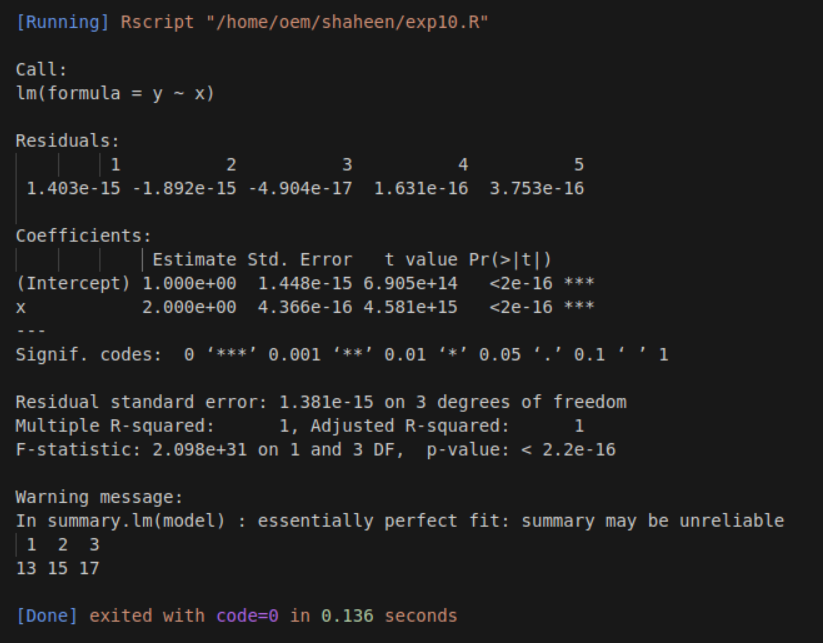 [Running] Rscript "/home/oem/shaheen/exp10.R"
Call:
lm(formula = y ~ x)
Residuals:
1 2 3 4 5
1.403e-15 -1.892e-15 -4.904e-17 1.631e-16 3.753e-16
Coefficients:
Estimate Std. Error t value Pr(>|t|)
(Intercept) 1.000e+00 1.448e-15 6.905e+14 <2e-16 ***
x 2.000e+00 4.366e-16 4.581e+15 <2e-16 ***
---
Signif. codes: 0 ‘***’ 0.001 ‘**’ 0.01 ‘*’ 0.05 ‘.’ 0.1 ‘ ’ 1
Residual standard error: 1.381e-15 on 3 degrees of freedom
Multiple R-squared: 1, Adjusted R-squared: 1
F-statistic: 2.098e+31 on 1 and 3 DF, p-value: < 2.2e-16
Warning message:
In summary.lm(model) : essentially perfect fit: summary may be unreliable
1 2 3
13 15 17
[Done] exited with code=0 in 0.136 seconds